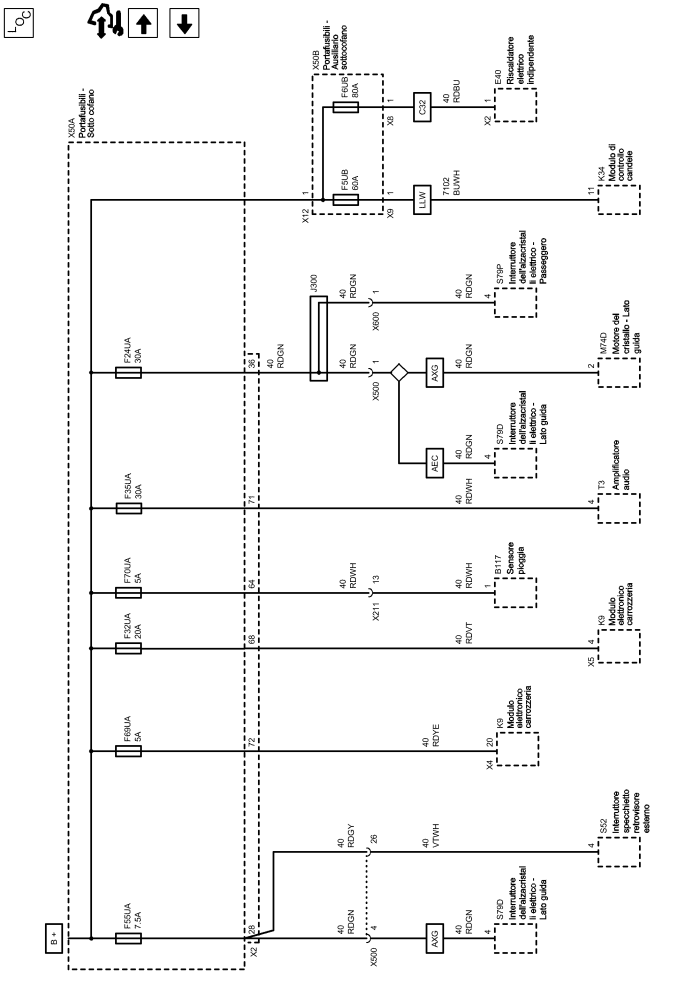 LOC
B +
X50A
Portafusibili -
Sotto cofano
F55UA
7.5A
F69UA
5A
F32UA
20A
F70UA
5A
F35UA
30A
F24UA
30A
X2
28
72
68
64
71
36
X50B
Portafusibili -
Ausiliario
sottocofano
X12
1
F5UB
60A
F6UB
80A
X9
1
X8
1
LLW
C32
7102
BUWH
40
RDBU
X2
1
E40
Riscaldatore
elettrico
indipendente
11
K34
Modulo di
controllo
candele
40
RDGN
J300
40
RDGN
40
RDGN
X500
1
X600
1
AXG
AEC
40
RDGN
40
RDGN
40
RDGN
4
S79P
Interruttore
dell'alzacristal
li elettrico -
Passeggero
2
M74D
Motore del
cristallo - Lato
guida
4
S79D
Interruttore
dell'alzacristal
li elettrico -
Lato guida
40
RDWH
4
T3
Amplificatore
audio
40
RDWH
X211
13
40
RDWH
1
B117
Sensore
pioggia
40
RDVT
X5
4
K9
Modulo
elettronico
carrozzeria
40
RDYE
X4
20
K9
Modulo
elettronico
carrozzeria
40
RDGY
26
40
VTWH
4
S52
Interruttore
specchietto
retrovisore
esterno
40
RDGN
X500
4
AXG
40
RDGN
4
S79D
Interruttore
dell'alzacristal
li elettrico -
Lato guida